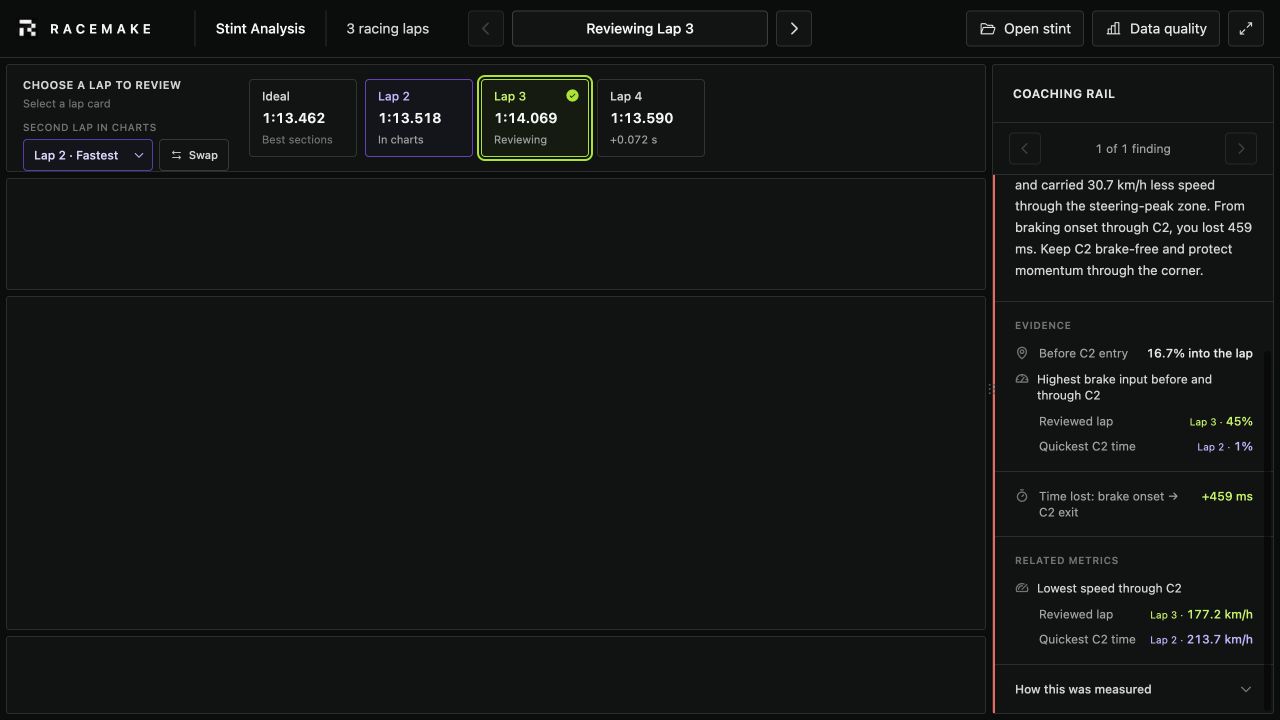 RACEMAKE
Stint Analysis
3 racing laps
Reviewing Lap 3
Open stint
Data quality
CHOOSE A LAP TO REVIEW
Select a lap card
SECOND LAP IN CHARTS
Lap 2 · Fastest
Swap
Ideal
1:13.462
Best sections
Lap 2
1:13.518
In charts
Lap 3
1:14.069
Reviewing
Lap 4
1:13.590
+0.072 s
COACHING RAIL
1 of 1 finding
and carried 30.7 km/h less speed
through the steering-peak zone. From
braking onset through C2, you lost 459
ms. Keep C2 brake-free and protect
momentum through the corner.
EVIDENCE
Before C2 entry 16.7% into the lap
Highest brake input before and
through C2
Reviewed lap Lap 3 · 45%
Quickest C2 time Lap 2 · 1%
Time lost: brake onset → +459 ms
C2 exit
RELATED METRICS
Lowest speed through C2
Reviewed lap Lap 3 · 177.2 km/h
Quickest C2 time Lap 2 · 213.7 km/h
How this was measured